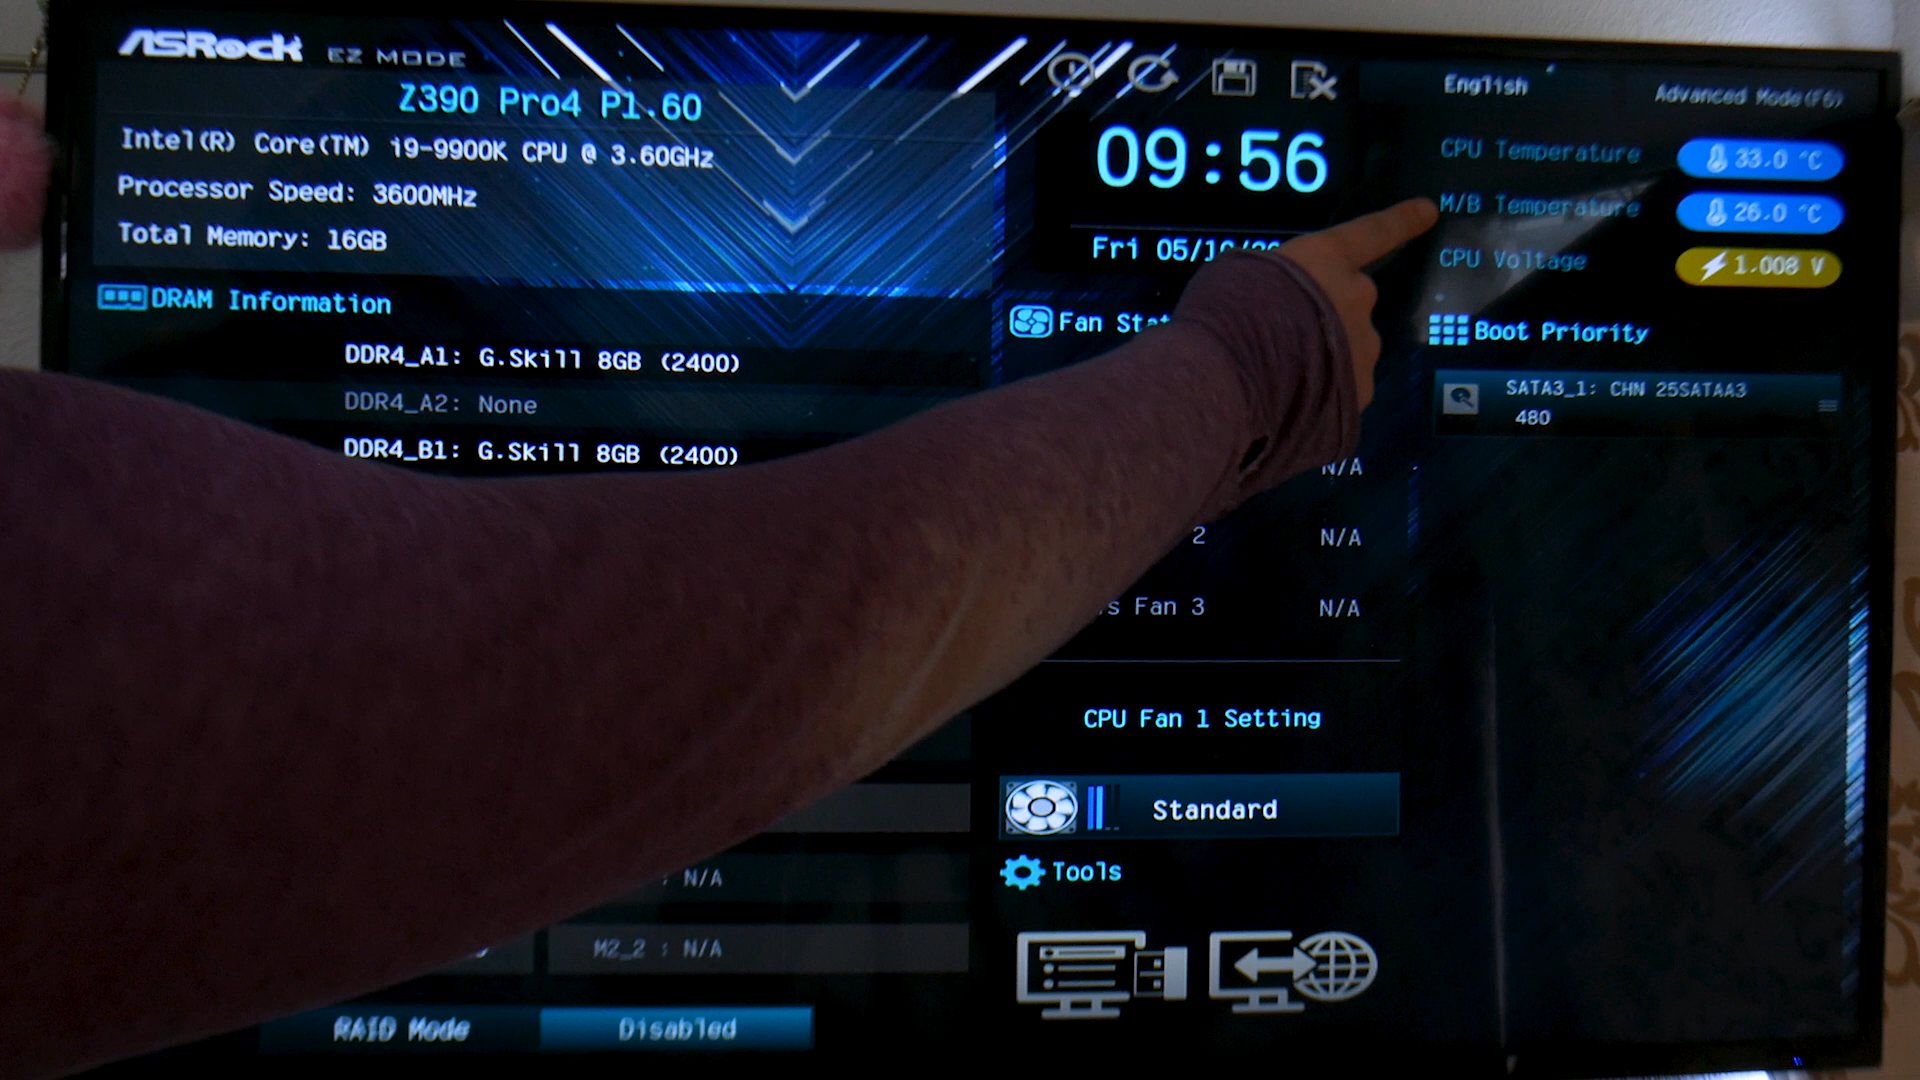 ASRock EZ MODE
Z390 Pro4 P1.60
Intel(R) Core(TM) i9-9900K CPU @ 3.60GHz
Processor Speed: 3600MHz
Total Memory: 16GB
DRAM Information
DDR4_A1: G.Skill 8GB (2400)
DDR4_A2: None
DDR4_B1: G.Skill 8GB (2400)
: N/A
M2_2 : N/A
RAID Mode Disabled
09:56
Fri
Fan
N/A
2 N/A
Fan 3 N/A
CPU Fan 1 Setting
Standard
Tools
English Advanced Mode(F6)
CPU Temperature 33.0 °C
M/B Temperature 26.0 °C
CPU Voltage 1.008 V
Boot Priority
SATA3_1: CHN 25SATAA3
480